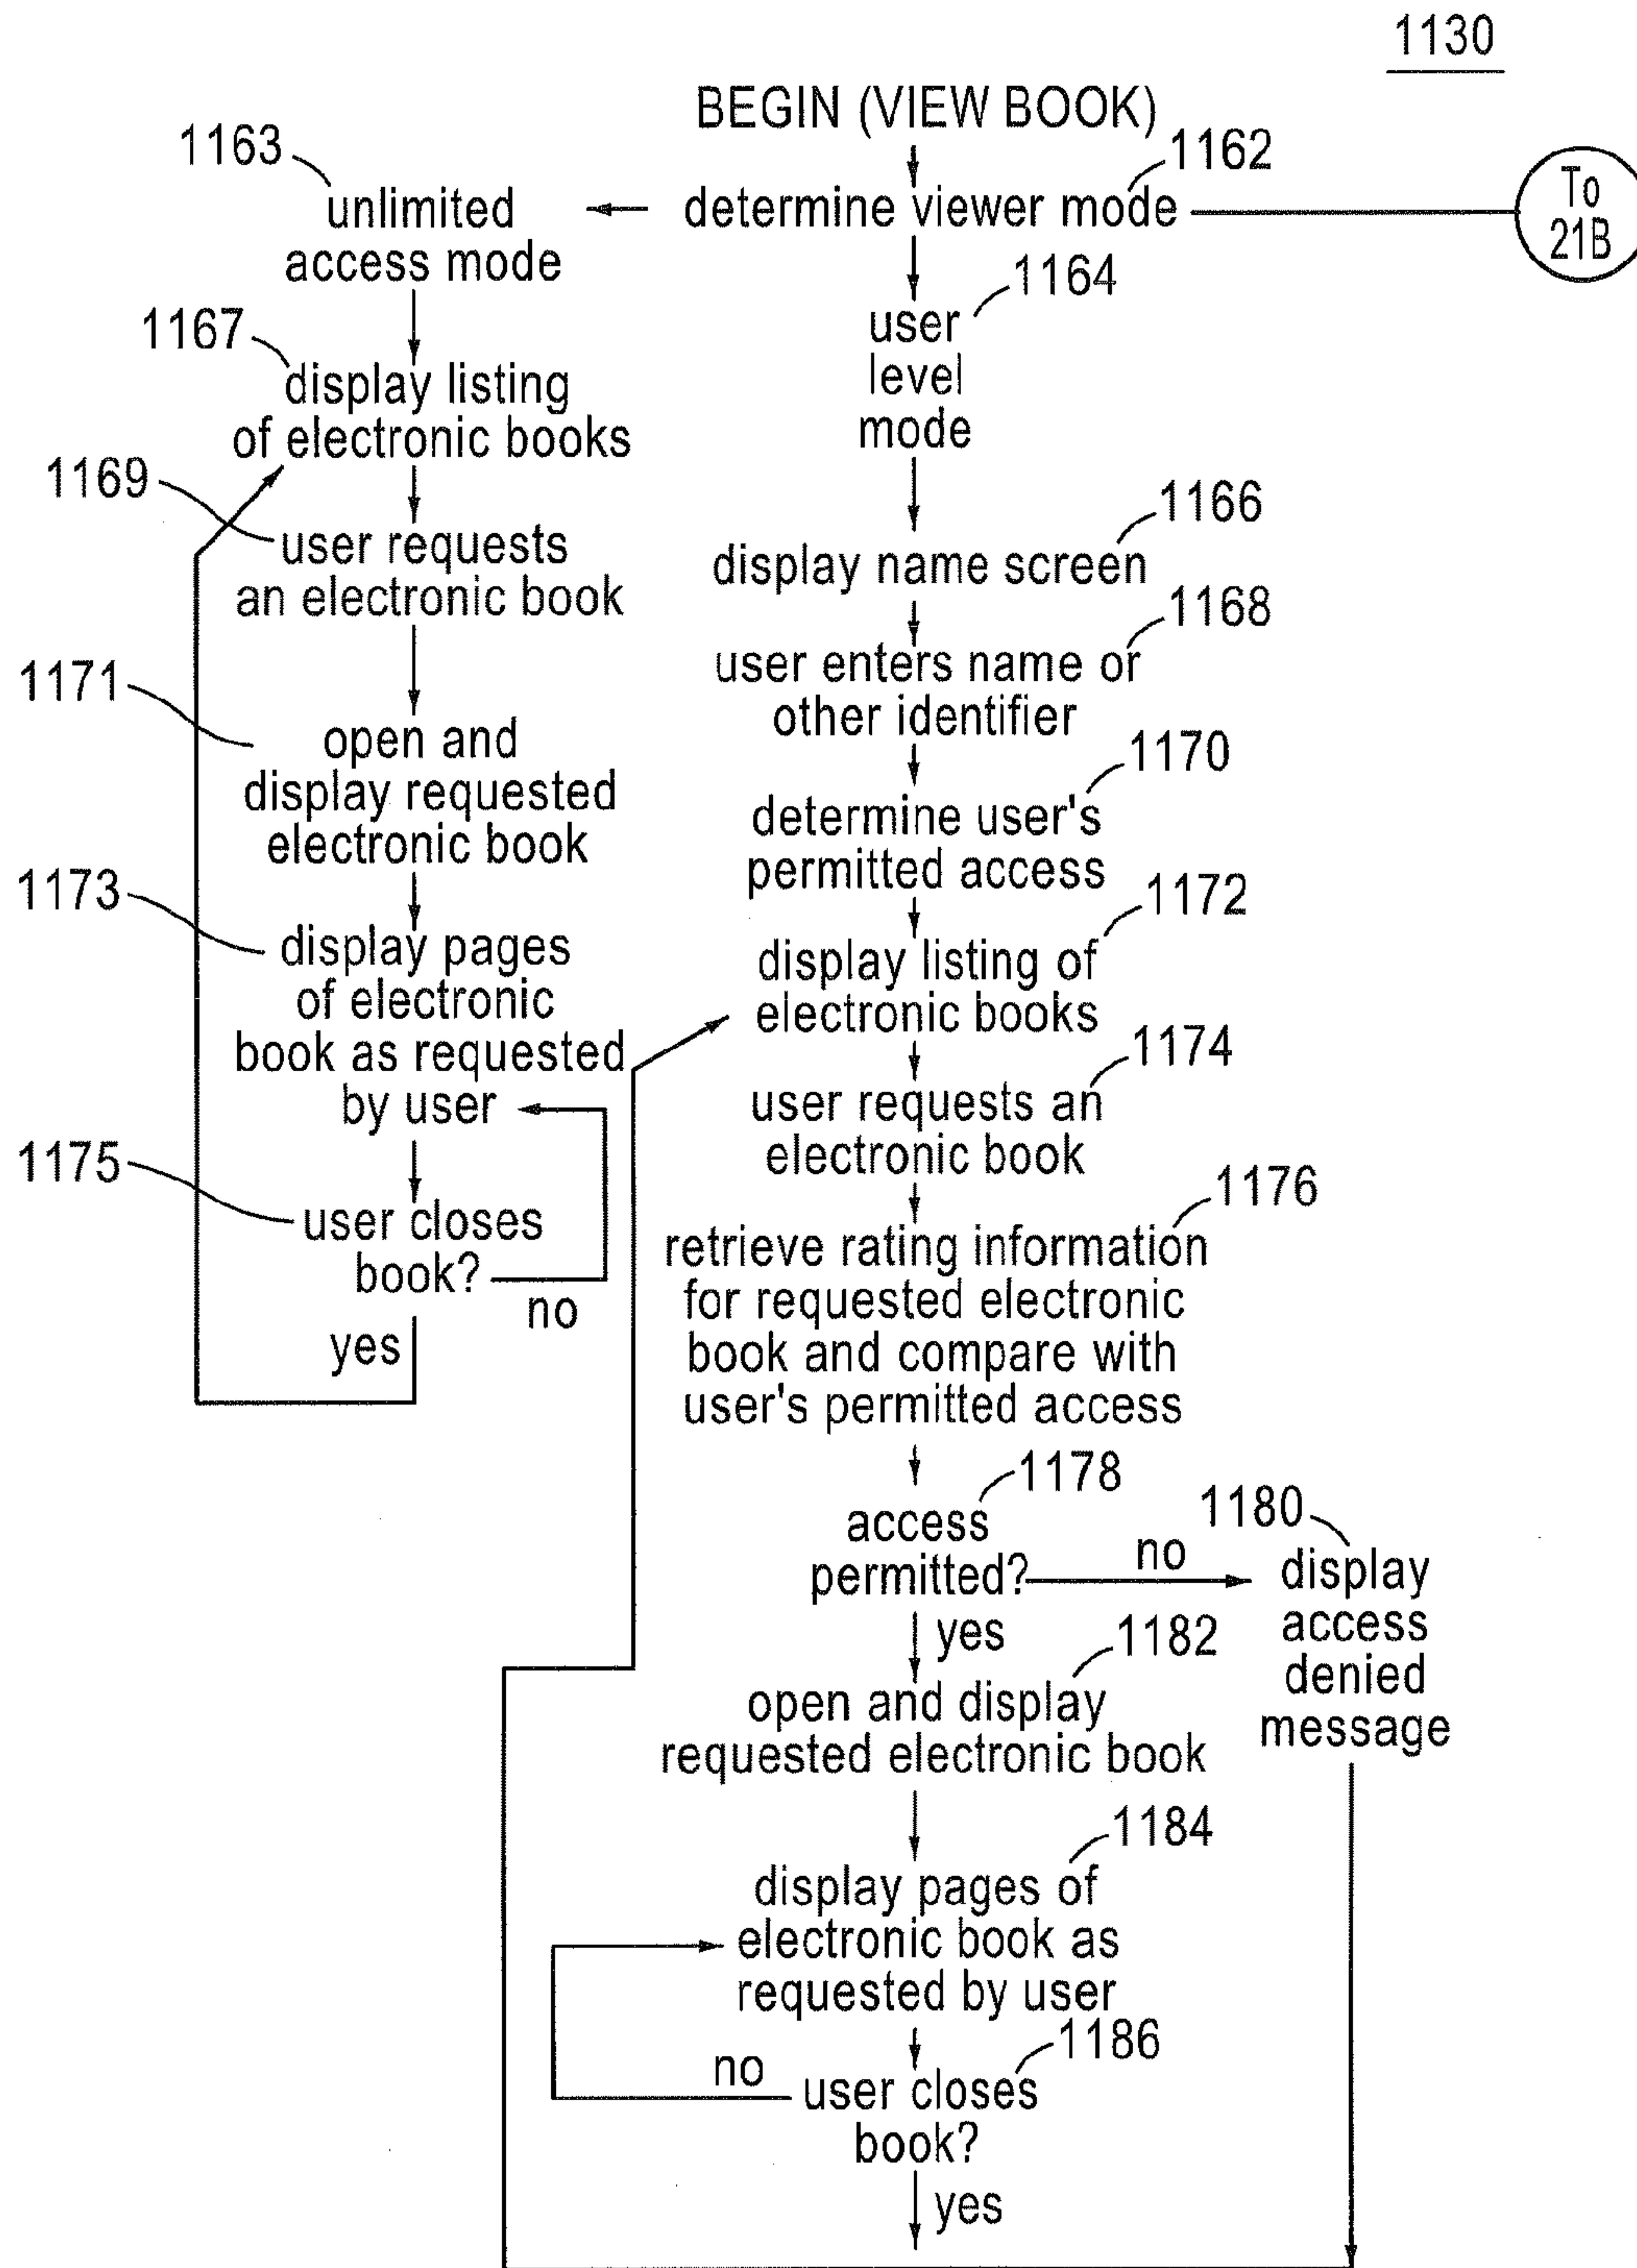 1130
BEGIN (VIEW BOOK)
1162
determine viewer mode
To
21B
1163
unlimited
access mode
1167
display listing
of electronic books
1169
user requests
an electronic book
1171
open and
display requested
electronic book
1173
display pages
of electronic
book as requested
by user
1175
user closes
book?
no
yes
1164
user
level
mode
1166
display name screen
1168
user enters name or
other identifier
1170
determine user's
permitted access
1172
display listing of
electronic books
1174
user requests an
electronic book
1176
retrieve rating information
for requested electronic
book and compare with
user's permitted access
1178
access
permitted?
no
1180
display
access
denied
message
yes
1182
open and display
requested electronic book
1184
display pages of
electronic book as
requested by user
1186
no
user closes
book?
yes